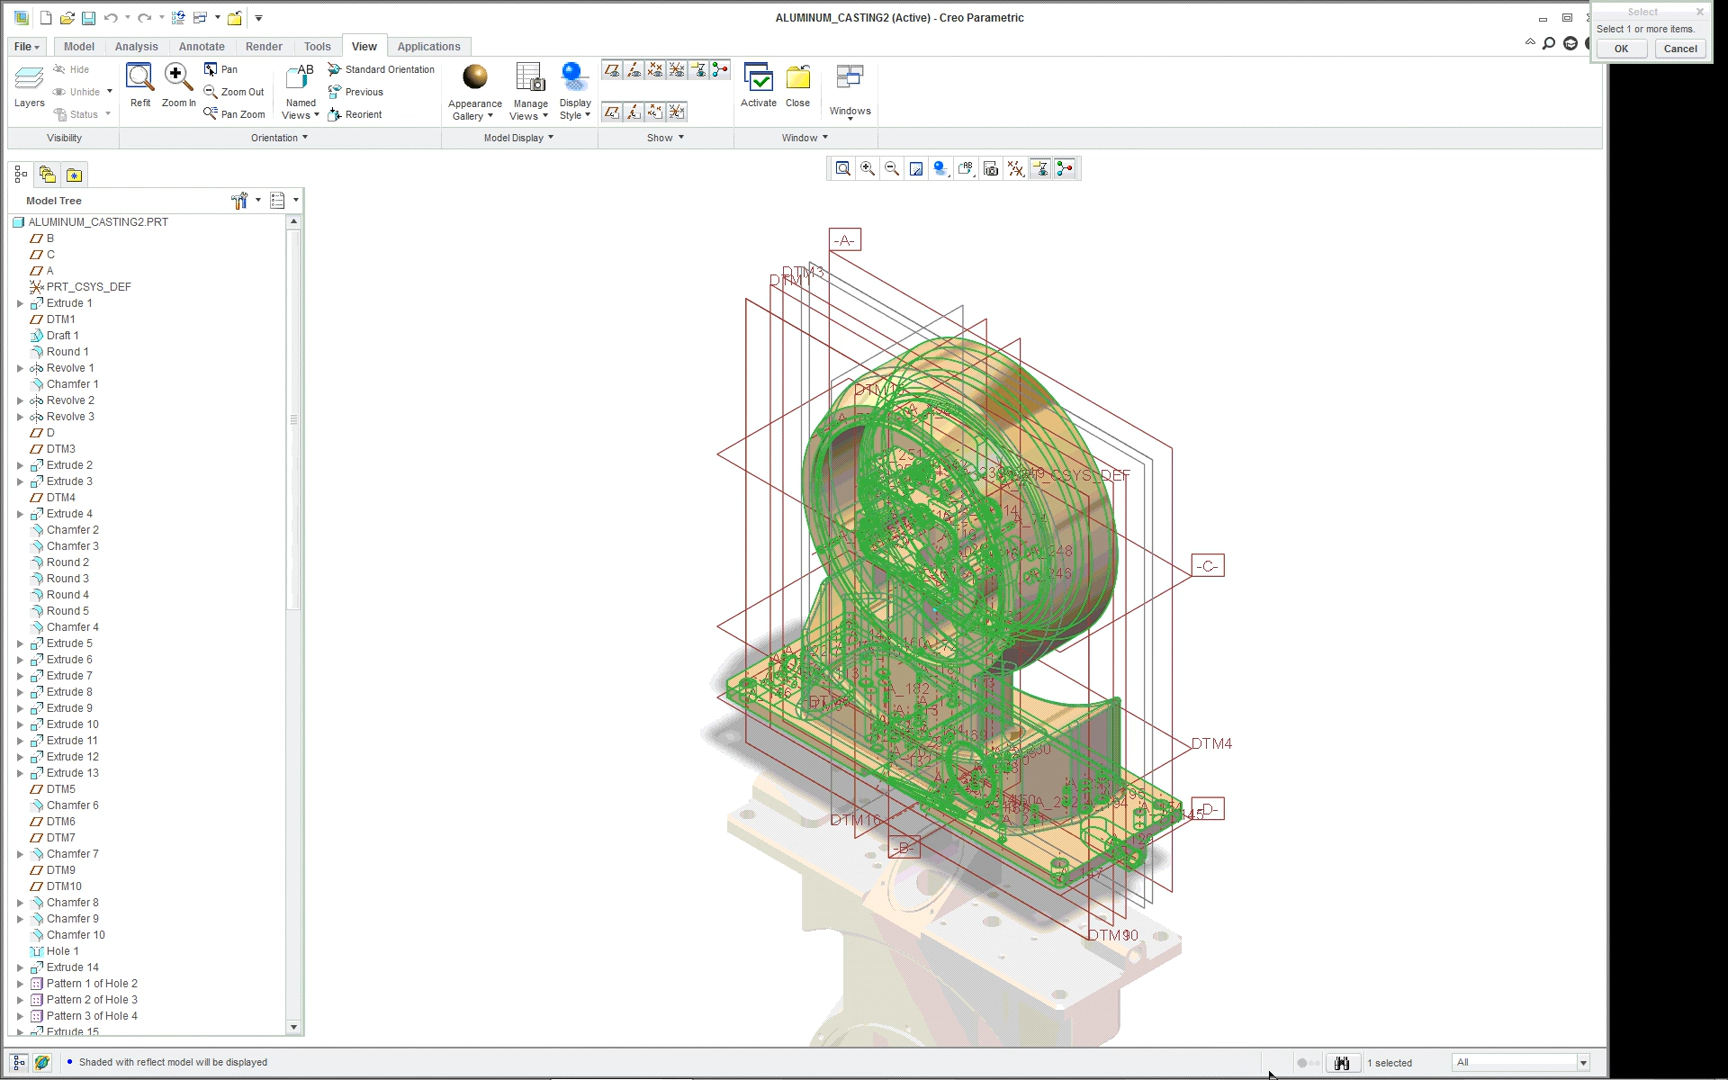 ALUMINUM_CASTING2 (Active) - Creo Parametric
Select
Select 1 or more items.
OK
Cancel
File
Model
Analysis
Annotate
Render
Tools
View
Applications
Layers
Hide
Unhide
Status
Visibility
Refit
Zoom In
Pan
Zoom Out
Pan Zoom
Named
Views
Standard Orientation
Previous
Reorient
Orientation
Appearance
Gallery
Manage
Views
Display
Style
Model Display
Show
Activate
Close
Windows
Window
Model Tree
ALUMINUM_CASTING2.PRT
B
C
A
PRT_CSYS_DEF
Extrude 1
DTM1
Draft 1
Round 1
Revolve 1
Chamfer 1
Revolve 2
Revolve 3
D
DTM3
Extrude 2
Extrude 3
DTM4
Extrude 4
Chamfer 2
Chamfer 3
Round 2
Round 3
Round 4
Round 5
Chamfer 4
Extrude 5
Extrude 6
Extrude 7
Extrude 8
Extrude 9
Extrude 10
Extrude 11
Extrude 12
Extrude 13
DTM5
Chamfer 6
DTM6
DTM7
Chamfer 7
DTM9
DTM10
Chamfer 8
Chamfer 9
Chamfer 10
Hole 1
Extrude 14
Pattern 1 of Hole 2
Pattern 2 of Hole 3
Pattern 3 of Hole 4
Extrude 15
-A-
DTM3
-C-
A_248
A_182
DTM4
-D-
DTM16
-B-
Shaded with reflect model will be displayed
1 selected
All